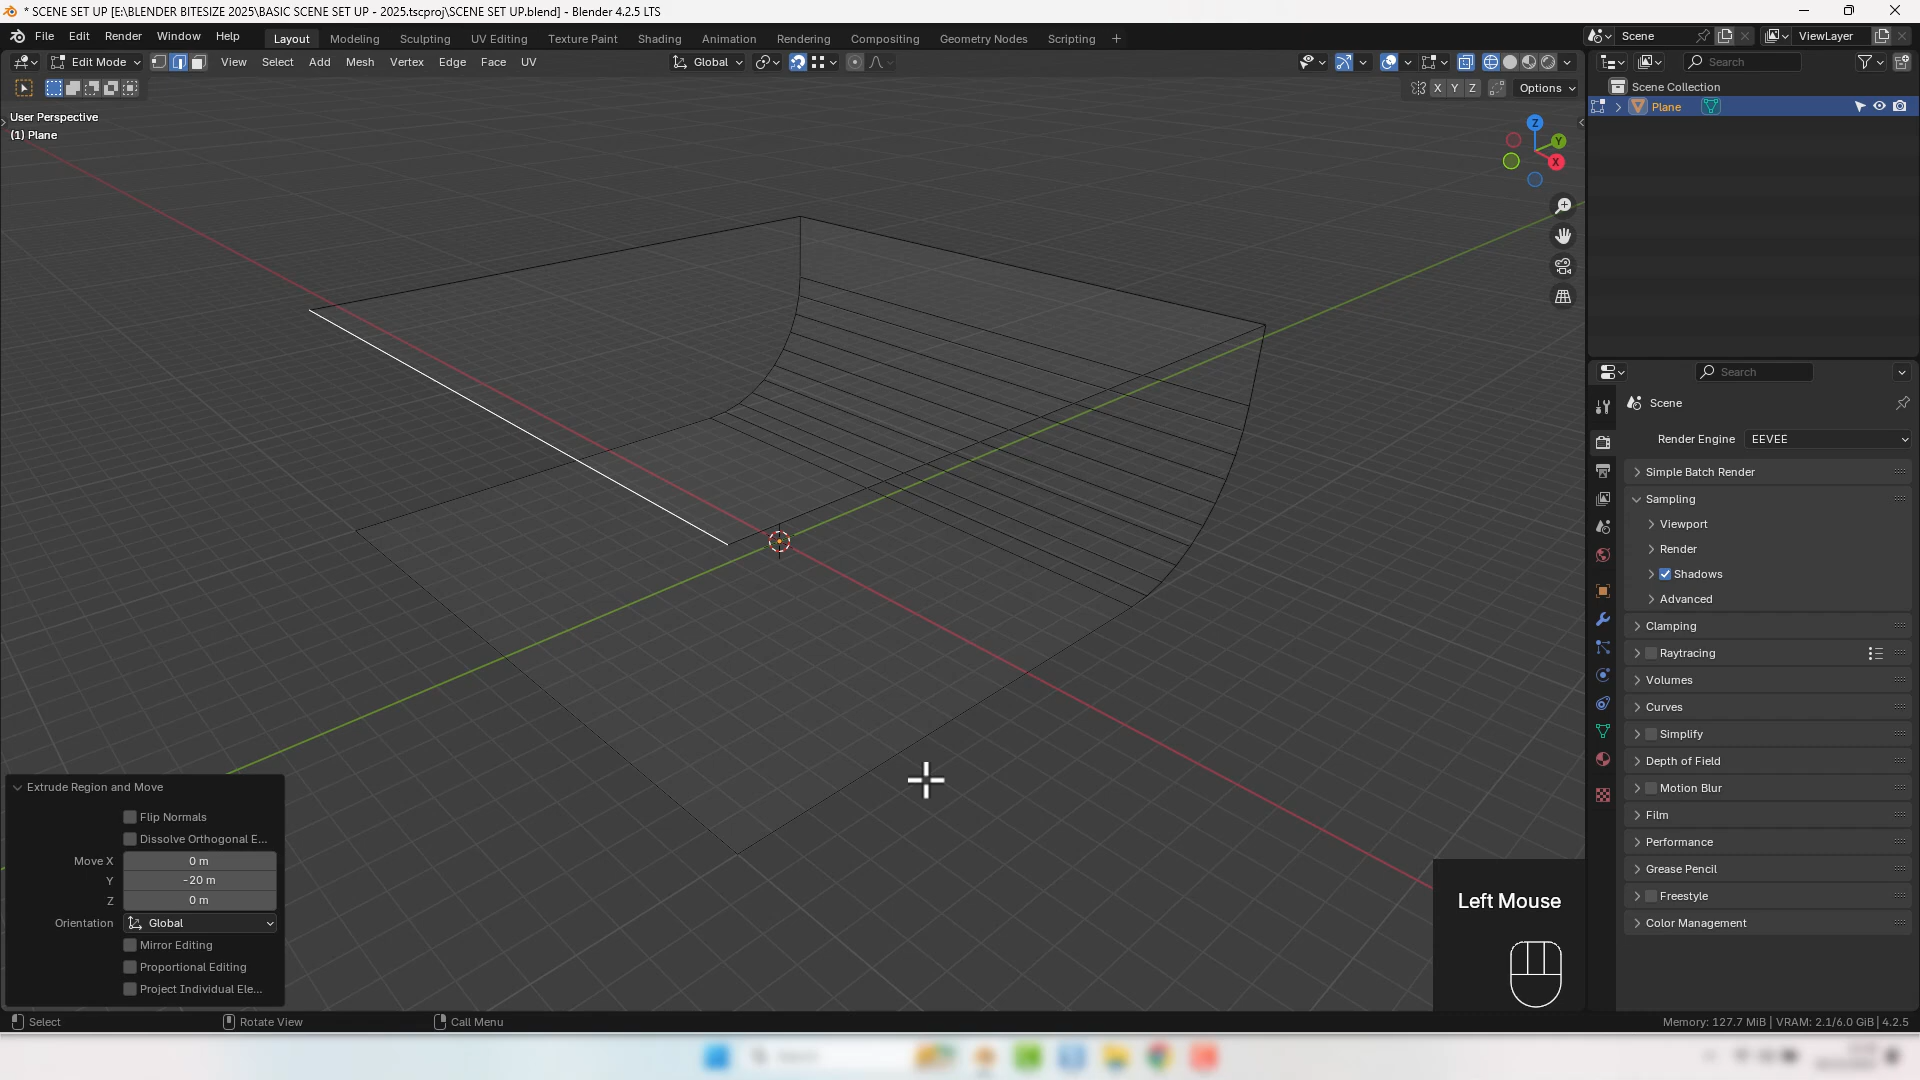 * SCENE SET UP [E:\BLENDER BITESIZE 2025\BASIC SCENE SET UP - 2025.tscproj\SCENE SET UP.blend] - Blender 4.2.5 LTS
File Edit Render Window Help Layout Modeling Sculpting UV Editing Texture Paint Shading Animation Rendering Compositing Geometry Nodes Scripting + Scene ViewLayer
Edit Mode View Select Add Mesh Vertex Edge Face UV Global Search
X Y Z Options
User Perspective
(1) Plane
Scene Collection
Plane
Z
Y
X
Search
Scene
Render Engine EEVEE
Simple Batch Render
Sampling
Viewport
Render
Shadows
Advanced
Clamping
Raytracing
Volumes
Curves
Simplify
Depth of Field
Motion Blur
Film
Performance
Grease Pencil
Freestyle
Color Management
Extrude Region and Move
Flip Normals
Dissolve Orthogonal E...
Move X 0 m
Y -20 m
Z 0 m
Orientation Global
Mirror Editing
Proportional Editing
Project Individual Ele...
Left Mouse
Select Rotate View Call Menu Memory: 127.7 MiB | VRAM: 2.1/6.0 GiB | 4.2.5